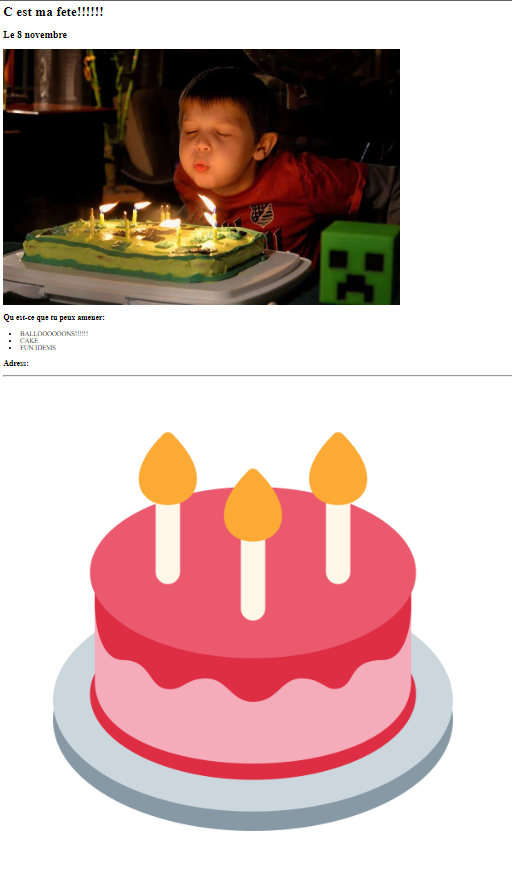 C est ma fete!!!!!!
Le 8 novembre
Qu est-ce que tu peux amener:
BALLOOOOOONS!!!!!!
CAKE
FUN IDEMS
Adress: